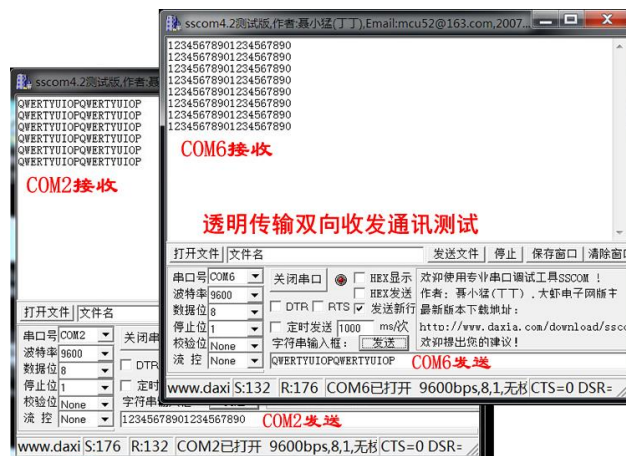 sscom4.2测试版,作者:聂小猛(丁丁),Email:mcu52@163.com,2007...
12345678901234567890
12345678901234567890
12345678901234567890
12345678901234567890
12345678901234567890
12345678901234567890
12345678901234567890
12345678901234567890
COM6接收
透明传输双向收发通讯测试
打开文件 文件名 发送文件 停止 保存窗口 清除窗口
串口号 COM6 关闭串口 HEX显示 欢迎使用专业串口调试工具SSCOM !
波特率 9600 HEX发送 作者: 聂小猛(丁丁).大虾电子网版主
数据位 8 DTR RTS 发送新行 最新版本下载地址:
停止位 1 定时发送 1000 ms/次 http://www.daxia.com/download/sscom
校验位 None 字符串输入框: 发送 欢迎提出您的建议!
流 控 None QWERTYUIOPQWERTYUIOP COM6发送
www.daxi S:132 R:176 COM6已打开 9600bps,8,1,无校 CTS=0 DSR=
sscom4.2测试版,作者:聂
QWERTYUIOPQWERTYUIOP
QWERTYUIOPQWERTYUIOP
QWERTYUIOPQWERTYUIOP
QWERTYUIOPQWERTYUIOP
QWERTYUIOPQWERTYUIOP
QWERTYUIOPQWERTYUIOP
COM2接收
打开文件 文件名
串口号 COM2 关闭串
波特率 9600
数据位 8 DTR
停止位 1 定时
校验位 None 字符串输入框:
流 控 None 12345678901234567890 COM2发送
www.daxi S:176 R:132 COM2已打开 9600bps,8,1,无校 CTS=0 DSR=